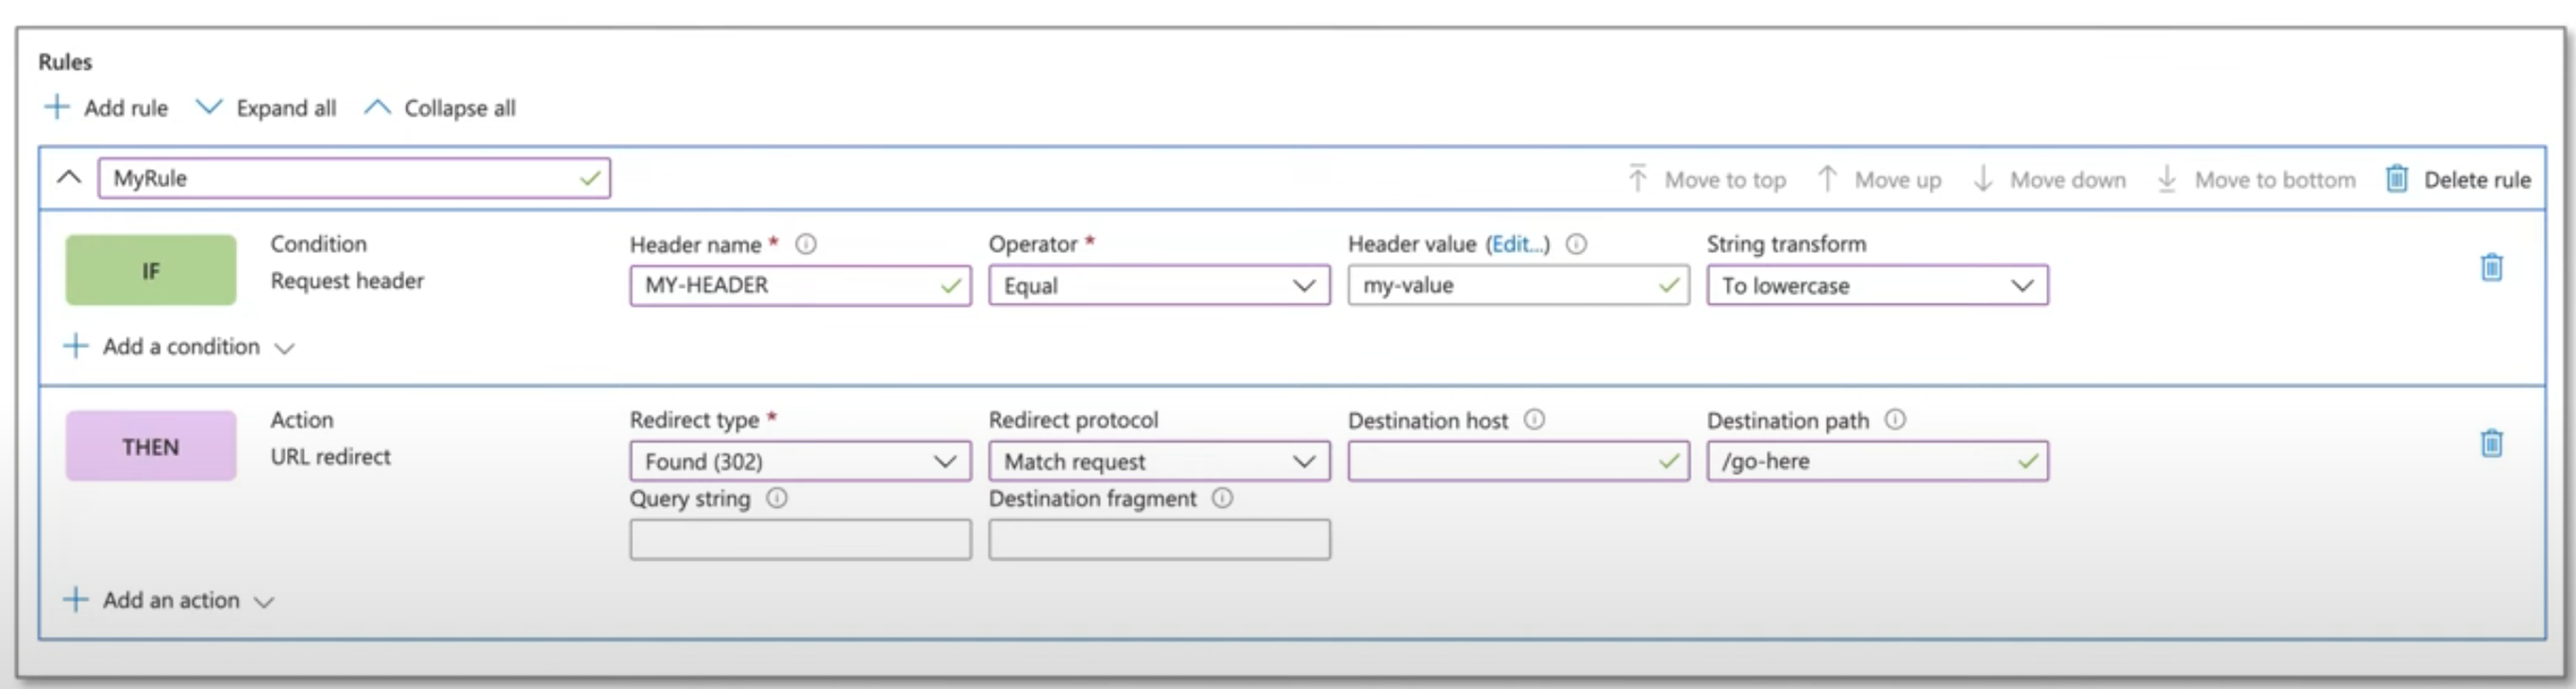 Rules
Add rule Expand all Collapse all
MyRule Move to top Move up Move down Move to bottom Delete rule
Condition Header name * Operator * Header value (Edit...) String transform
IF Request header MY-HEADER Equal my-value To lowercase
Add a condition
Action Redirect type * Redirect protocol Destination host Destination path
THEN URL redirect Found (302) Match request /go-here
Query string Destination fragment
Add an action